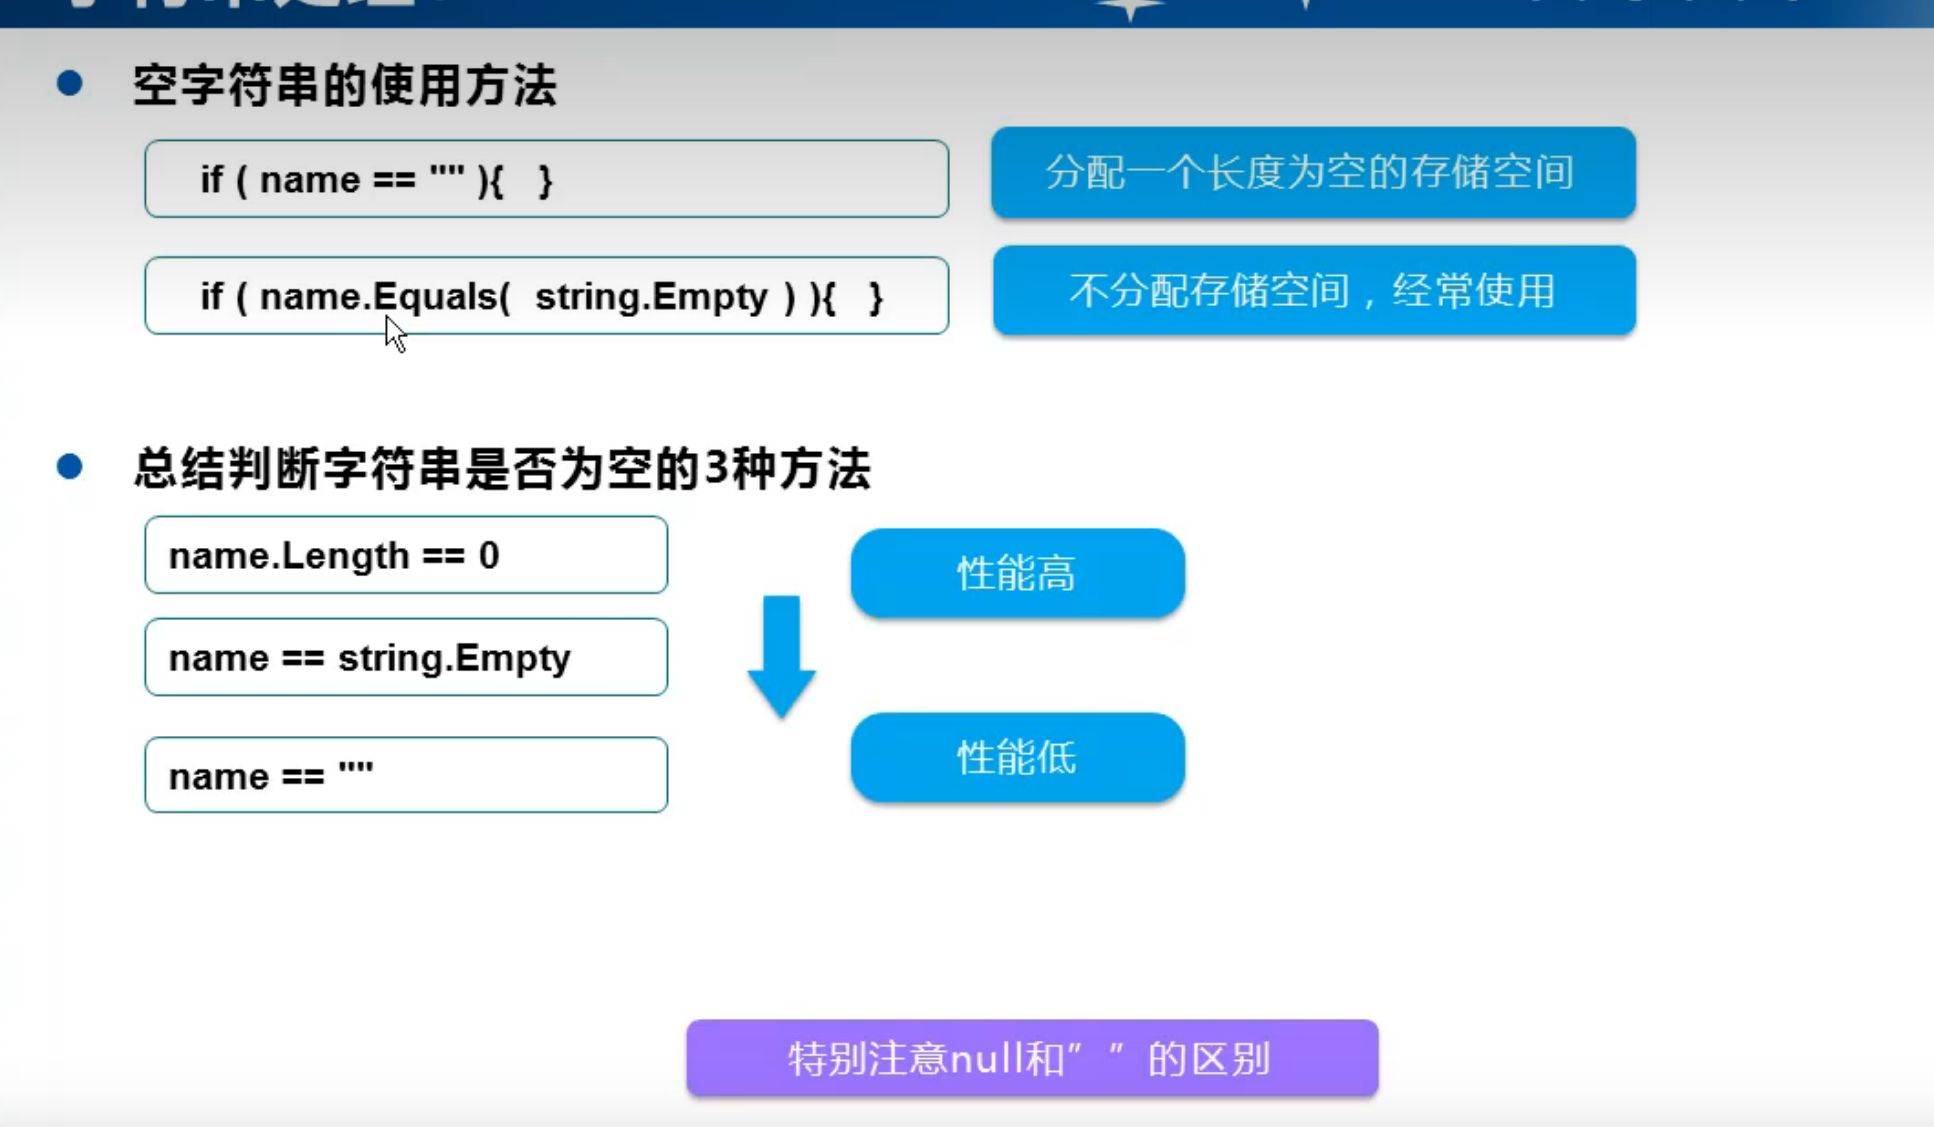 空字符串的使用方法
if ( name == "" ){ }
分配一个长度为空的存储空间
if ( name.Equals( string.Empty ) ){ }
不分配存储空间，经常使用
总结判断字符串是否为空的3种方法
name.Length == 0
性能高
name == string.Empty
name == ""
性能低
特别注意null和” ”的区别